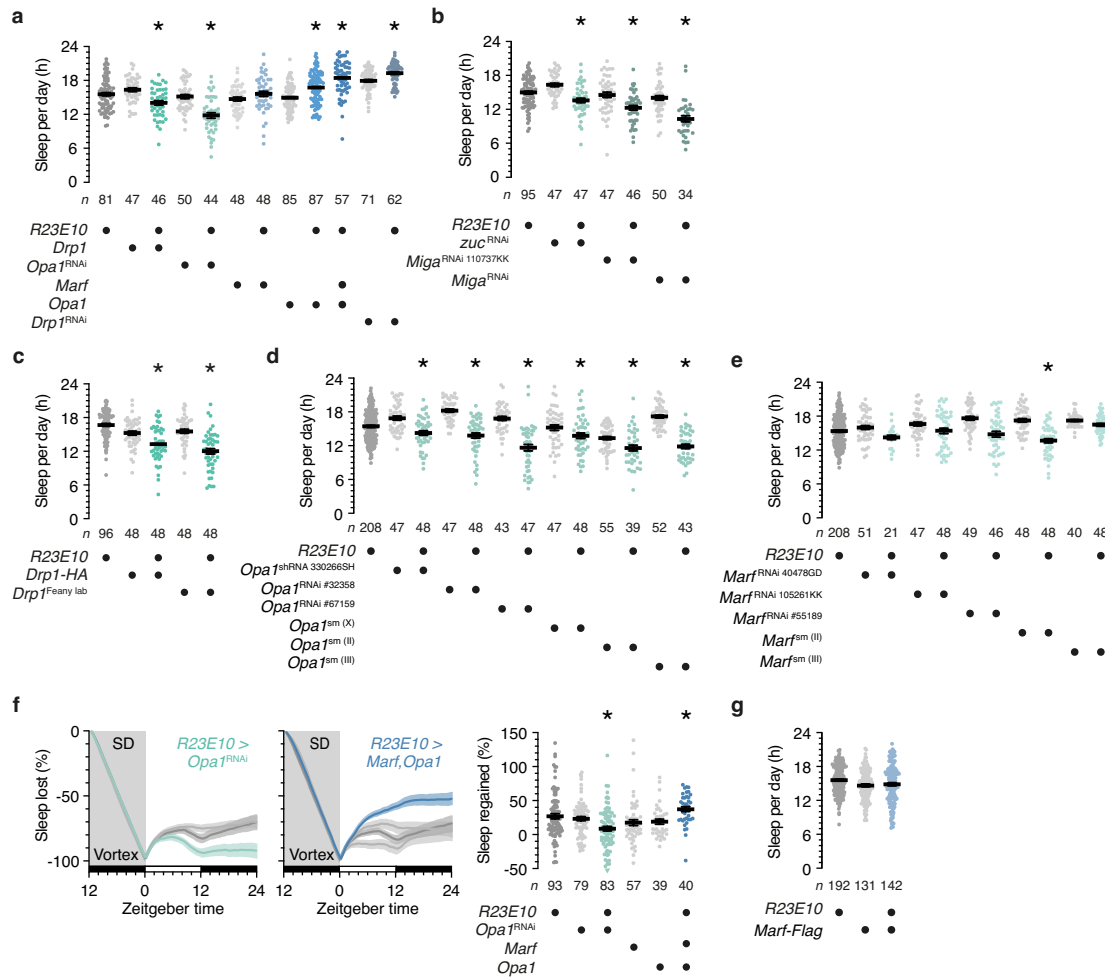 a
* * * * *
Sleep per day (h)
24
18
12
6
0
n 81 47 46 50 44 48 48 85 87 57 71 62
R23E10
Drp1
Opa1RNAi
Marf
Opa1
Drp1RNAi
b
* * *
Sleep per day (h)
24
18
12
6
0
n 95 47 47 47 46 50 34
R23E10
zucRNAi
MigaRNAi 110737KK
MigaRNAi
c
* *
Sleep per day (h)
24
18
12
6
0
n 96 48 48 48 48
R23E10
Drp1-HA
Drp1Feany lab
d
* * * * * *
Sleep per day (h)
24
18
12
6
0
n 208 47 48 47 48 43 47 48 48 55 39 52 43
R23E10
Opa1shRNA 330266SH
Opa1RNAi #32358
Opa1RNAi #67159
Opa1sm (X)
Opa1sm (II)
Opa1sm (III)
e
*
Sleep per day (h)
24
18
12
6
0
n 208 51 21 47 48 49 46 48 48 40 48
R23E10
MarfRNAi 40478GD
MarfRNAi 105261KK
MarfRNAi #55189
Marfsm (II)
Marfsm (III)
f
Sleep lost (%)
0
-50
-100
SD
R23E10 >
Opa1RNAi
Vortex
12 0 12 24
Zeitgeber time
SD
R23E10 >
Marf,Opa1
Vortex
12 0 12 24
Zeitgeber time
* *
Sleep regained (%)
150
100
50
0
-50
n 93 79 83 57 39 40
R23E10
Opa1RNAi
Marf
Opa1
g
Sleep per day (h)
24
18
12
6
0
n 192 131 142
R23E10
Marf-Flag